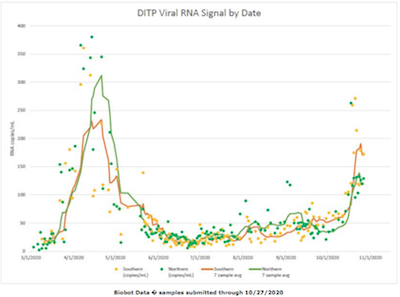 DITP Viral RNA Signal by Date
400
350
300
250
200
150
100
50
0
RNA copies/mL
3/1/2020 4/1/2020 5/1/2020 6/1/2020 7/1/2020 8/1/2020 9/1/2020 10/1/2020 11/1/2020
Southern Northern Southern Northern
(copies/mL) (copies/mL) 7 sample avg 7 sample avg
Biobot Data � samples submitted through 10/27/2020